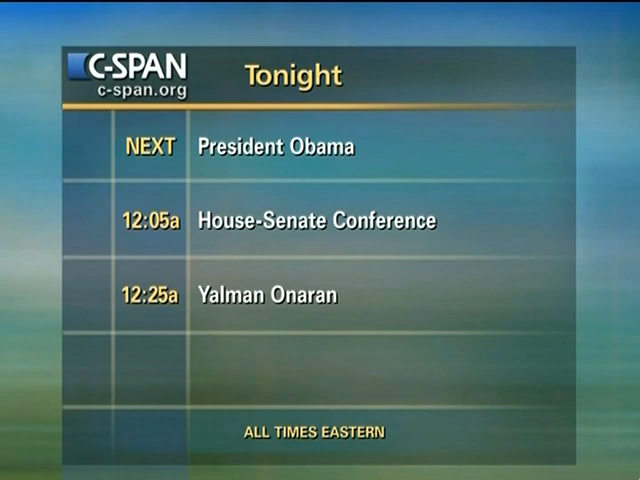 C-SPAN
c-span.org
Tonight
NEXT President Obama
12:05a House-Senate Conference
12:25a Yalman Onaran
ALL TIMES EASTERN